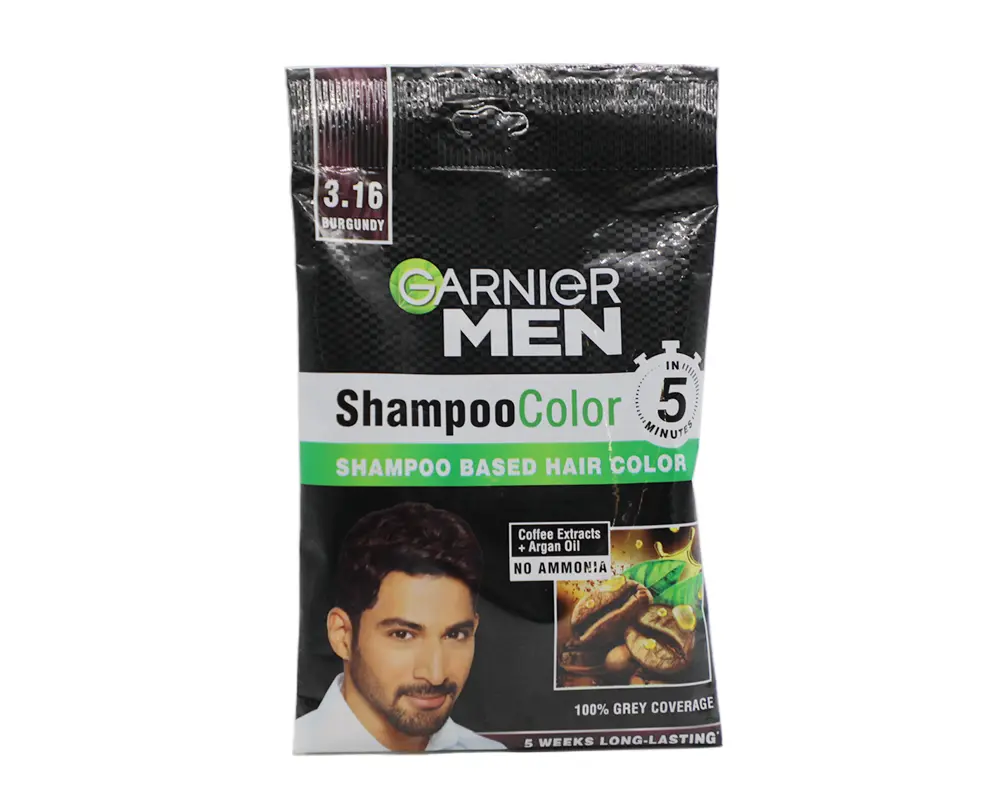 3.16
BURGUNDY
GARNIER
MEN
ShampooColor
IN
5
MINUTES
SHAMPOO BASED HAIR COLOR
Coffee Extracts
+ Argan Oil
NO AMMONIA
100% GREY COVERAGE
5 WEEKS LONG-LASTING*